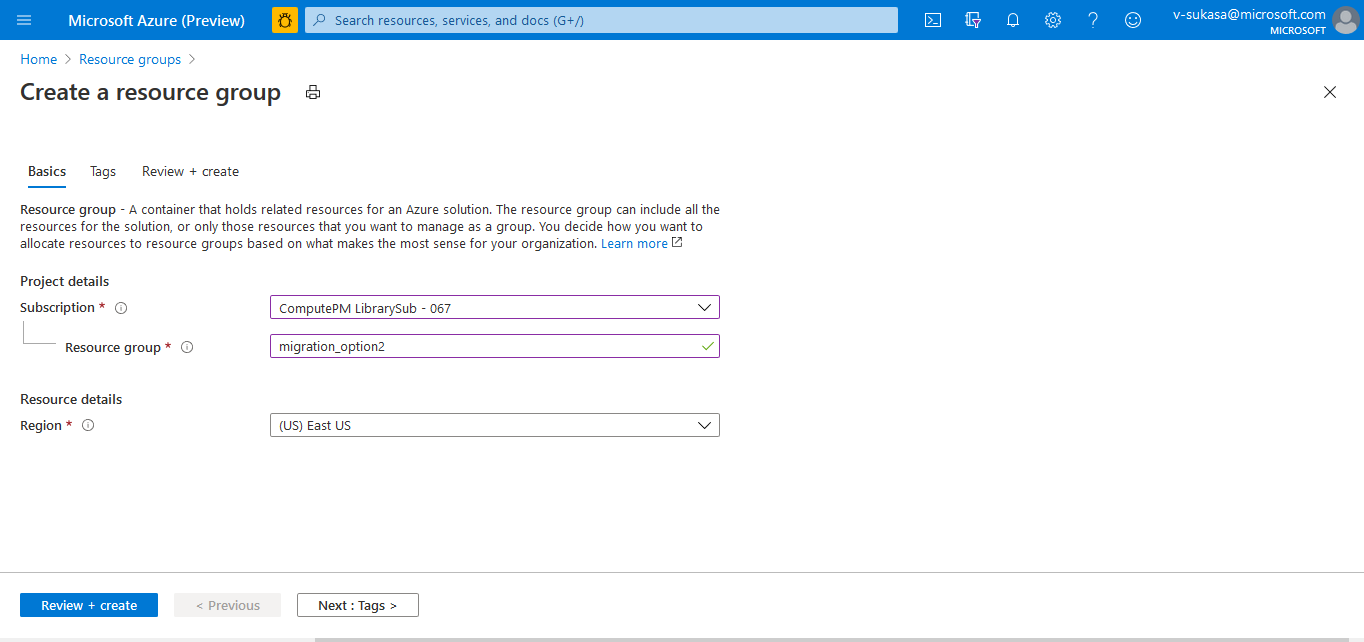 Microsoft Azure (Preview)
Search resources, services, and docs (G+/)
v-sukasa@microsoft.com
MICROSOFT
Home > Resource groups >
Create a resource group
Basics
Tags
Review + create
Resource group - A container that holds related resources for an Azure solution. The resource group can include all the
resources for the solution, or only those resources that you want to manage as a group. You decide how you want to
allocate resources to resource groups based on what makes the most sense for your organization. Learn more
Project details
Subscription *
ComputePM LibrarySub - 067
Resource group *
migration_option2
Resource details
Region *
(US) East US
Review + create
< Previous
Next : Tags >